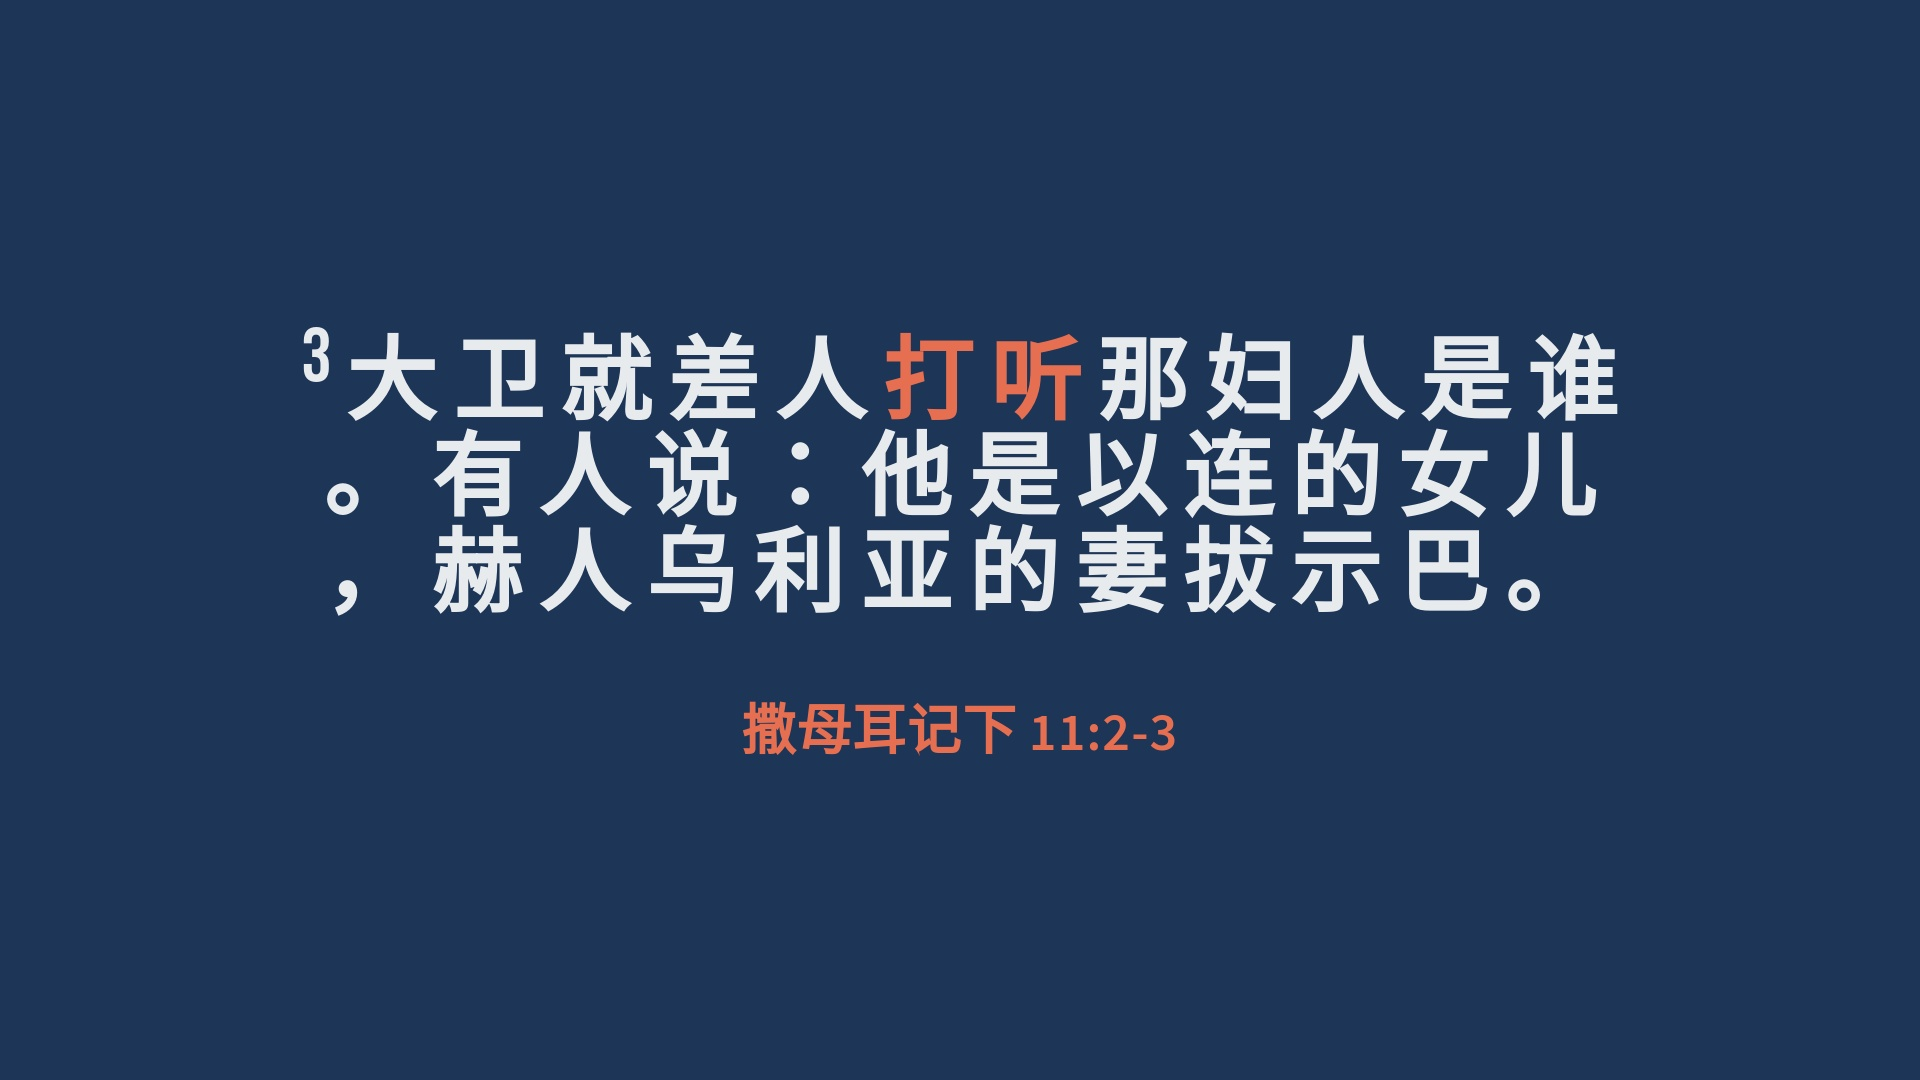 3大卫就差人打听那妇人是谁
。有人说：他是以连的女儿
，赫人乌利亚的妻拔示巴。
撒母耳记下 11:2-3